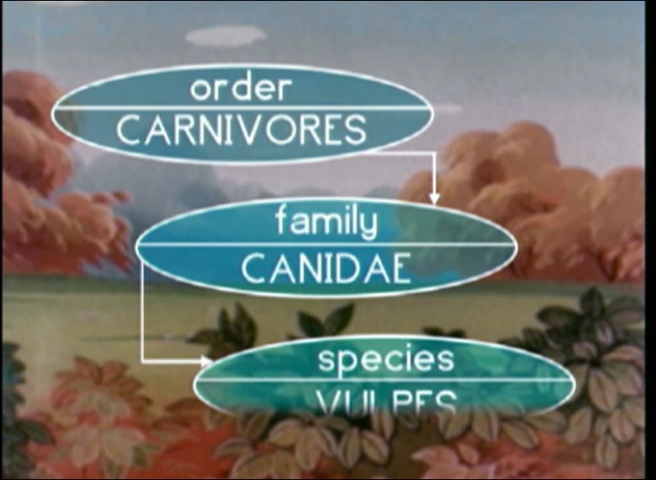 order
CARNIVORES
family
CANIDAE
species
VULPES